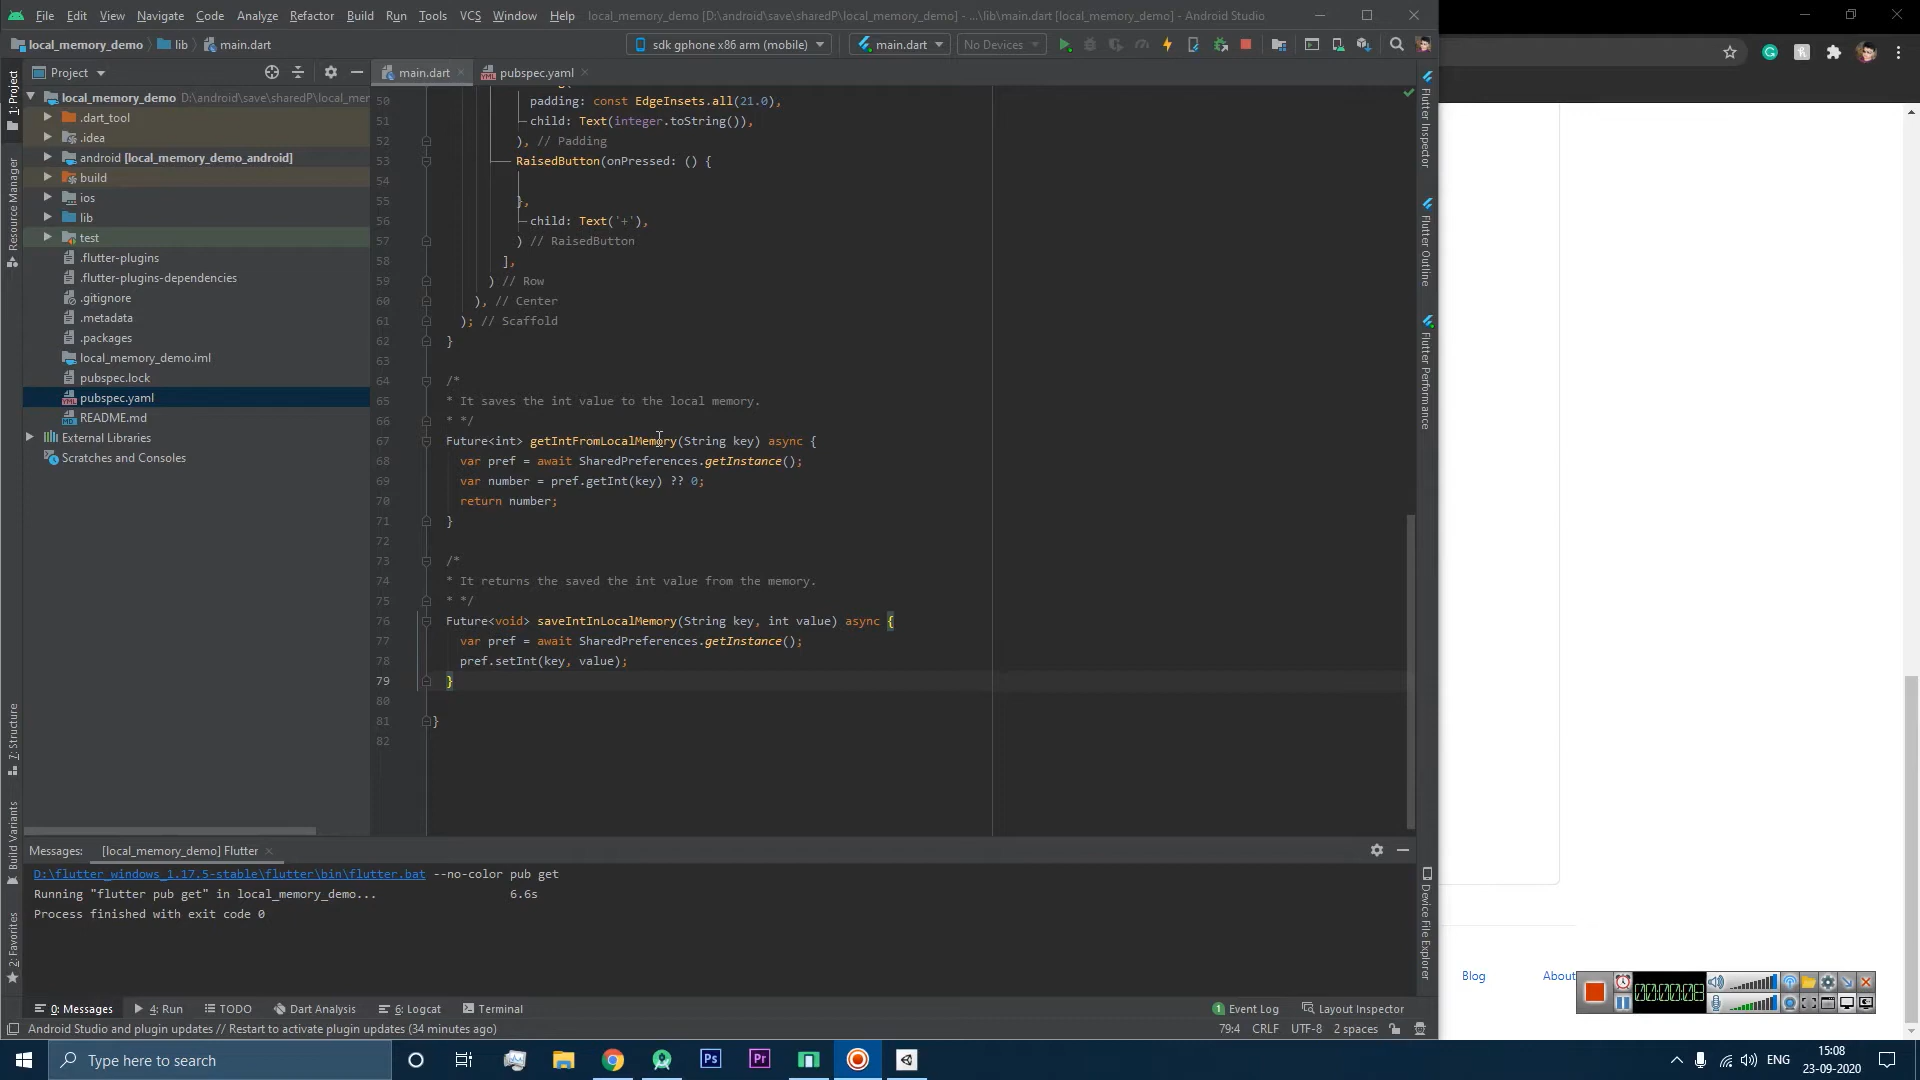 File Edit View Navigate Code Analyze Refactor Build Run Tools VCS Window Help local_memory_demo [D:\android\save\sharedP\local_memory_demo] - ...\lib\main.dart [local_memory_demo] - Android Studio
local_memory_demo lib main.dart sdk gphone x86 arm (mobile) main.dart No Devices
Project main.dart pubspec.yaml
local_memory_demo D:\android\save\sharedP\local_mer
.dart_tool
.idea
android [local_memory_demo_android]
build
ios
lib
test
.flutter-plugins
.flutter-plugins-dependencies
.gitignore
.metadata
.packages
local_memory_demo.iml
pubspec.lock
pubspec.yaml
README.md
External Libraries
Scratches and Consoles
1: Project
Resource Manager
7: Structure
Build Variants
2: Favorites
50 padding: const EdgeInsets.all(21.0),
51 child: Text(integer.toString()),
52 ), // Padding
53 RaisedButton(onPressed: () {
54
55 },
56 child: Text('+'),
57 ) // RaisedButton
58 ],
59 ) // Row
60 ), // Center
61 ); // Scaffold
62 }
63
64 /*
65 * It saves the int value to the local memory.
66 * */
67 Future<int> getIntFromLocalMemory(String key) async {
68 var pref = await SharedPreferences.getInstance();
69 var number = pref.getInt(key) ?? 0;
70 return number;
71 }
72
73 /*
74 * It returns the saved the int value from the memory.
75 * */
76 Future<void> saveIntInLocalMemory(String key, int value) async {
77 var pref = await SharedPreferences.getInstance();
78 pref.setInt(key, value);
79 }
80
81 }
82
Flutter Inspector
Flutter Outline
Flutter Performance
Device File Explorer
Messages: [local_memory_demo] Flutter
D:\flutter_windows_1.17.5-stable\flutter\bin\flutter.bat --no-color pub get
Running "flutter pub get" in local_memory_demo... 6.6s
Process finished with exit code 0
Blog About
00:00:08
0: Messages 4: Run TODO Dart Analysis 6: Logcat Terminal Event Log Layout Inspector
Android Studio and plugin updates // Restart to activate plugin updates (34 minutes ago) 79:4 CRLF UTF-8 2 spaces
Type here to search Ps Pr ENG 15:08
23-09-2020